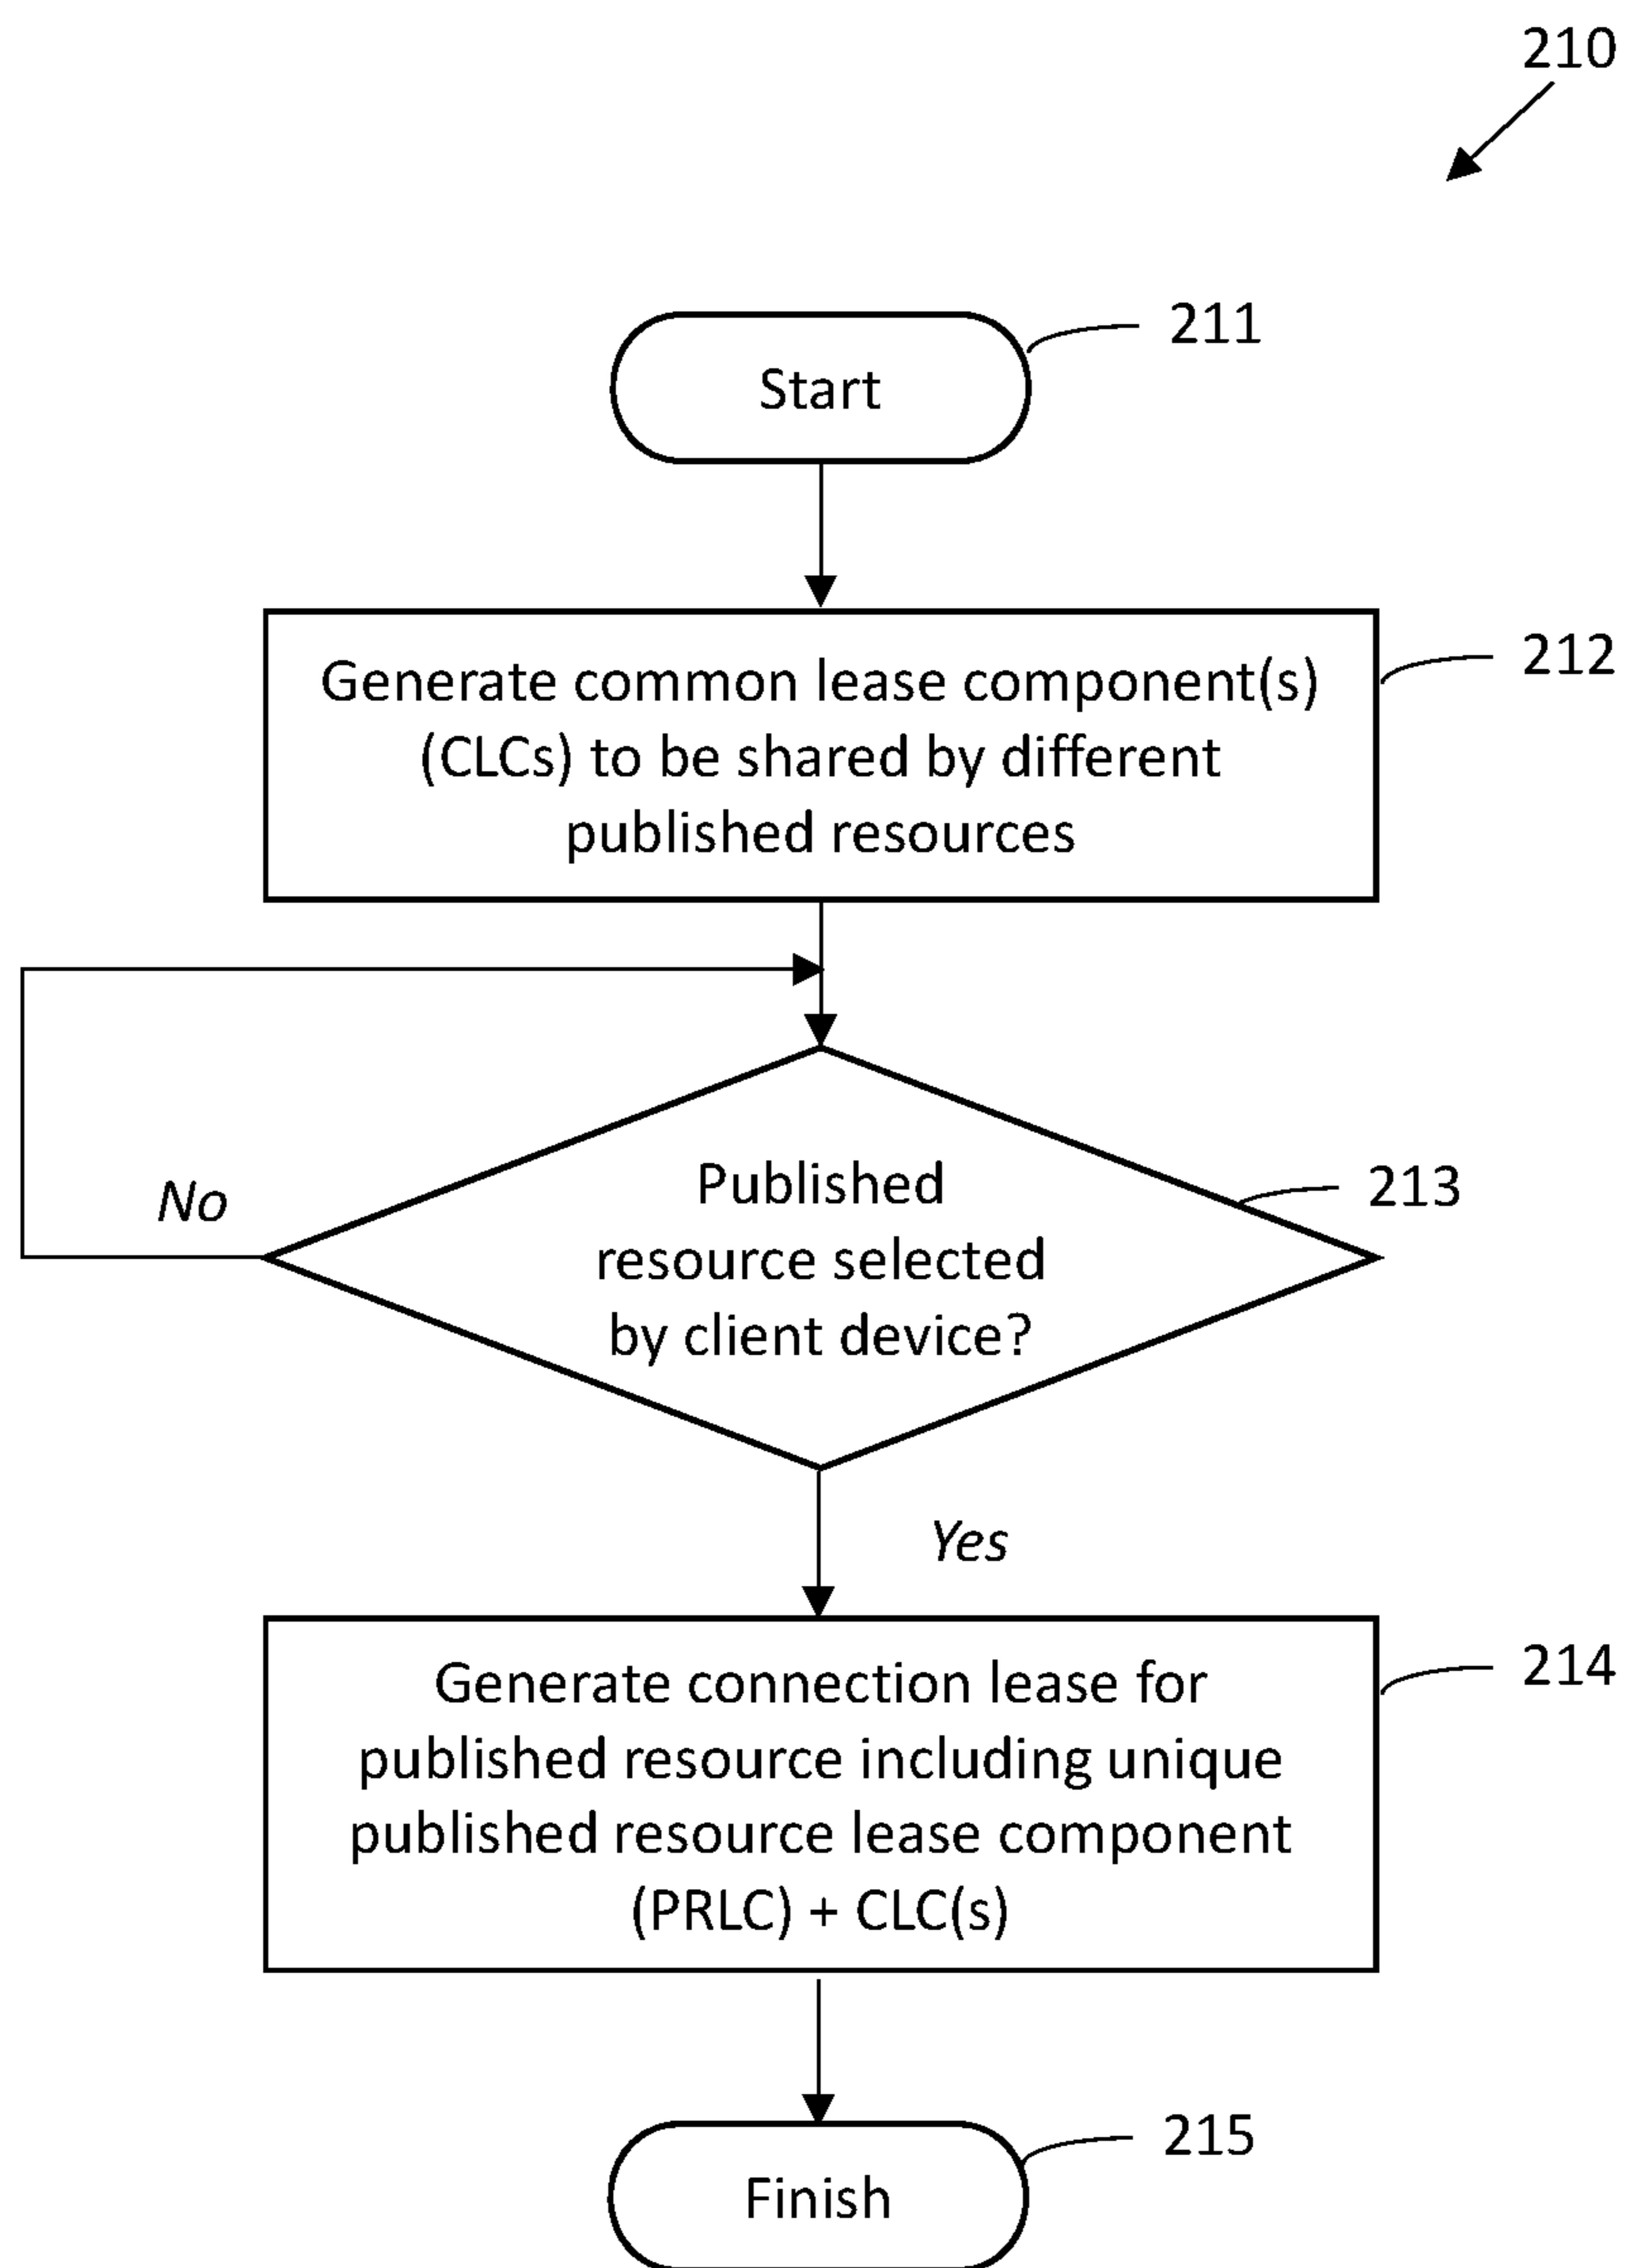 210
Start
211
Generate common lease component(s)
(CLCs) to be shared by different
published resources
212
Published
resource selected
by client device?
213
No
Yes
Generate connection lease for
published resource including unique
published resource lease component
(PRLC) + CLC(s)
214
Finish
215